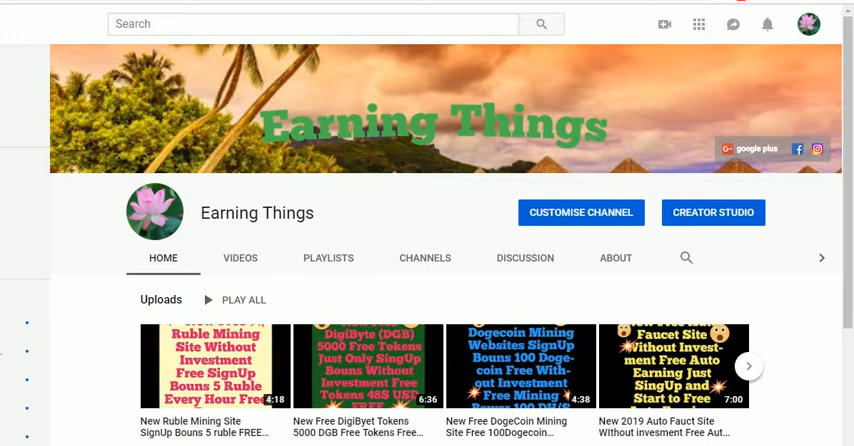 Search
Earning Things
google plus
Earning Things
CUSTOMISE CHANNEL
CREATOR STUDIO
HOME
VIDEOS
PLAYLISTS
CHANNELS
DISCUSSION
ABOUT
Uploads
PLAY ALL
Ruble Mining
Site Without
Investment
Free SignUp
Bouns 5 Ruble
Every Hour Free
4:18
DigiByte (DGB)
5000 Free Tokens
Just Only SingUp
Bouns Without
Investment Free
Tokens 48$ USD
FREE
6:36
Dogecoin Mining
Websites SignUp
Bouns 100 Doge-
coin Free With-
out Investment
Free Mining
Power 100 DH/S
4:38
Faucet Site
Without Invest-
ment Free Auto
Earning Just
SingUp and
Start to Free
7:00
New Ruble Mining Site
SignUp Bouns 5 ruble FREE...
New Free DigiByet Tokens
5000 DGB Free Tokens Free...
New Free DogeCoin Mining
Site Free 100Dogecoin...
New 2019 Auto Fauct Site
Without invesment Free Aut...